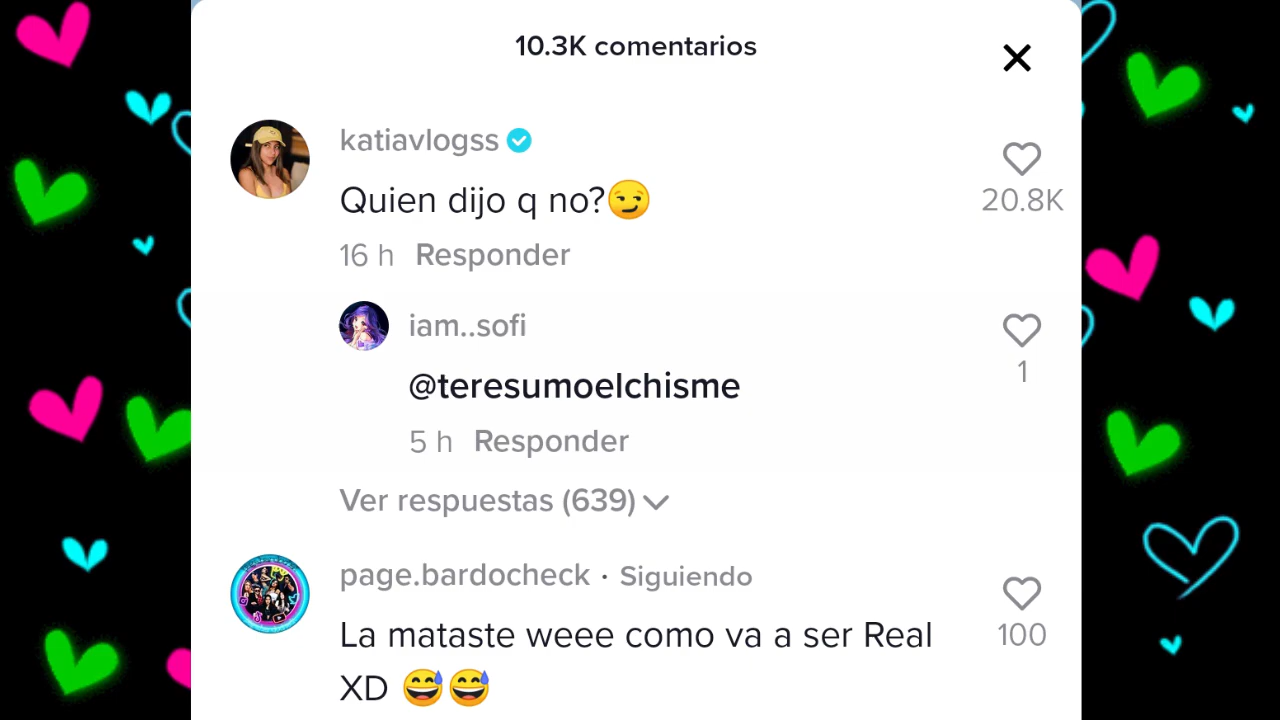 10.3K comentarios
katiavlogss
Quien dijo q no?😏
20.8K
16 h Responder
iam..sofi
@teresumoelchisme
1
5 h Responder
Ver respuestas (639)
page.bardocheck · Siguiendo
La mataste weee como va a ser Real
100
XD 😅😅